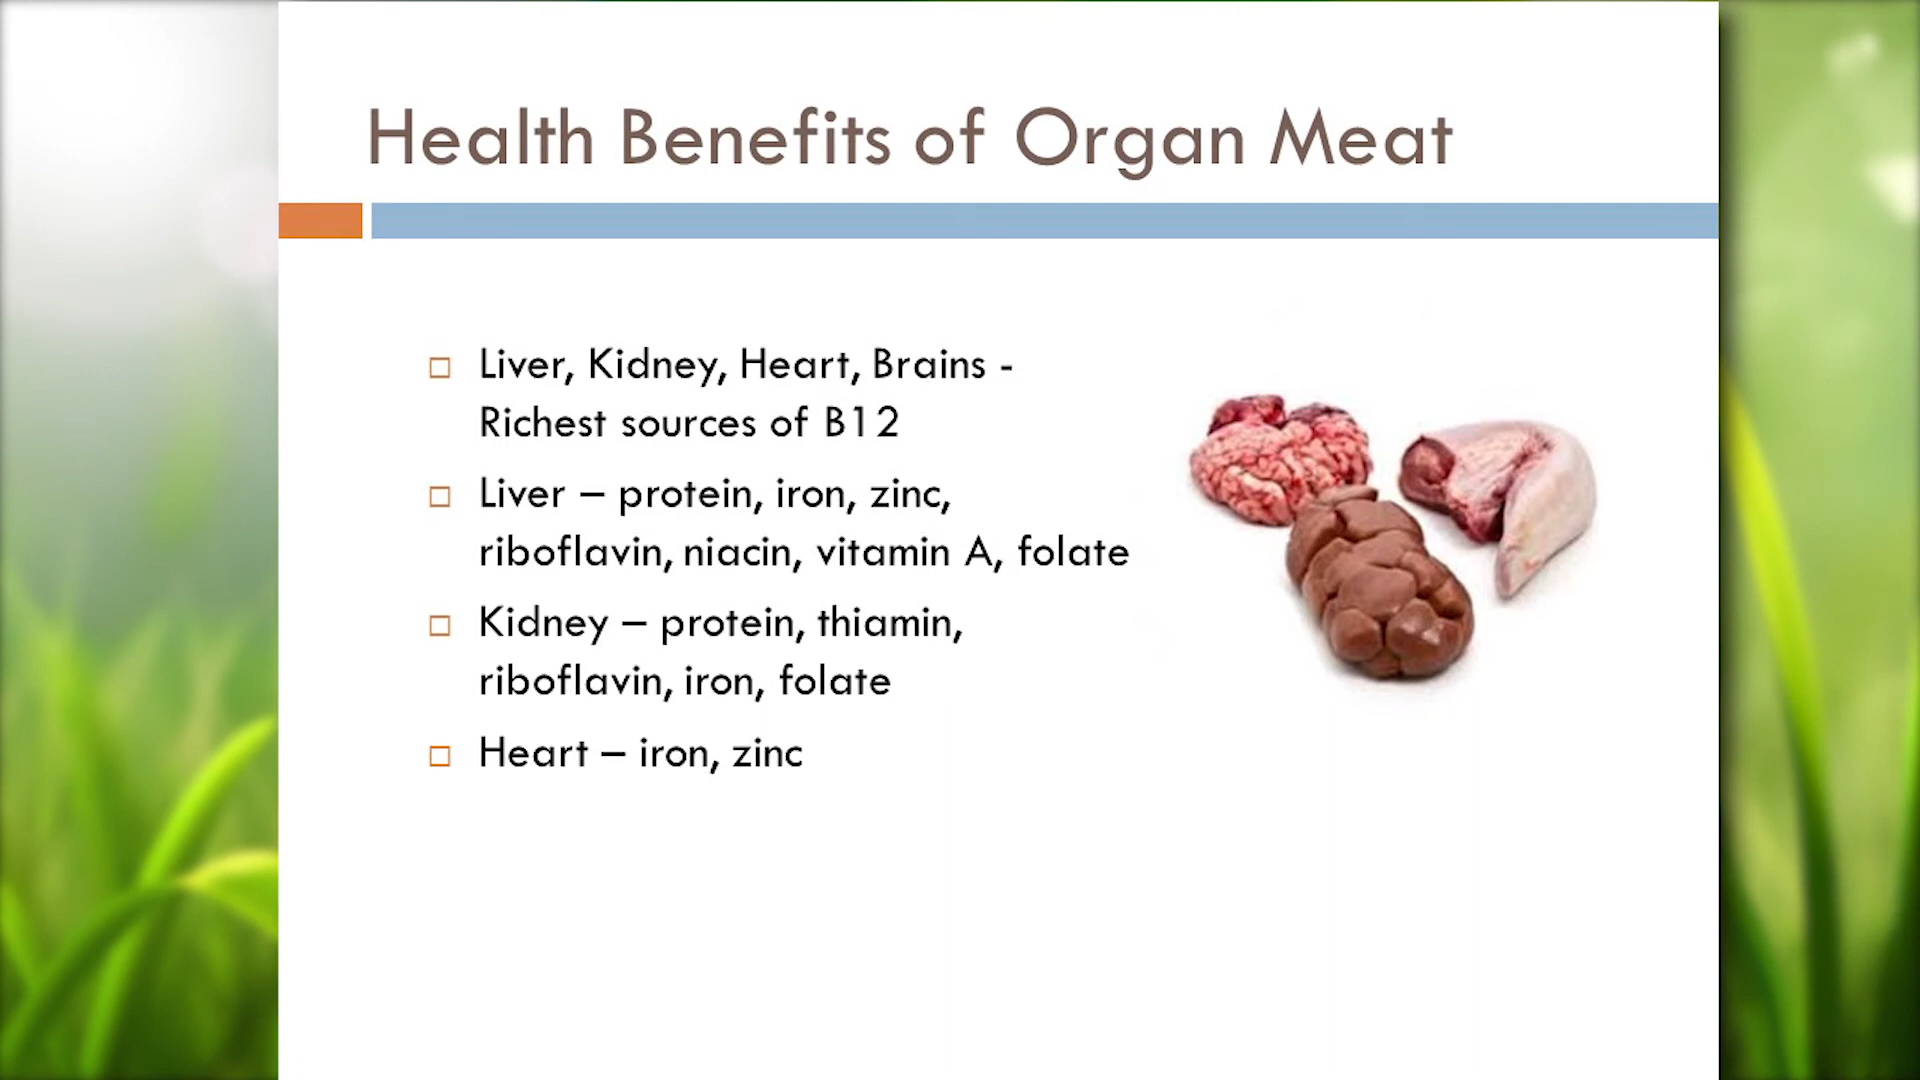 Health Benefits of Organ Meat
Liver, Kidney, Heart, Brains -
Richest sources of B12
Liver – protein, iron, zinc,
riboflavin, niacin, vitamin A, folate
Kidney – protein, thiamin,
riboflavin, iron, folate
Heart – iron, zinc